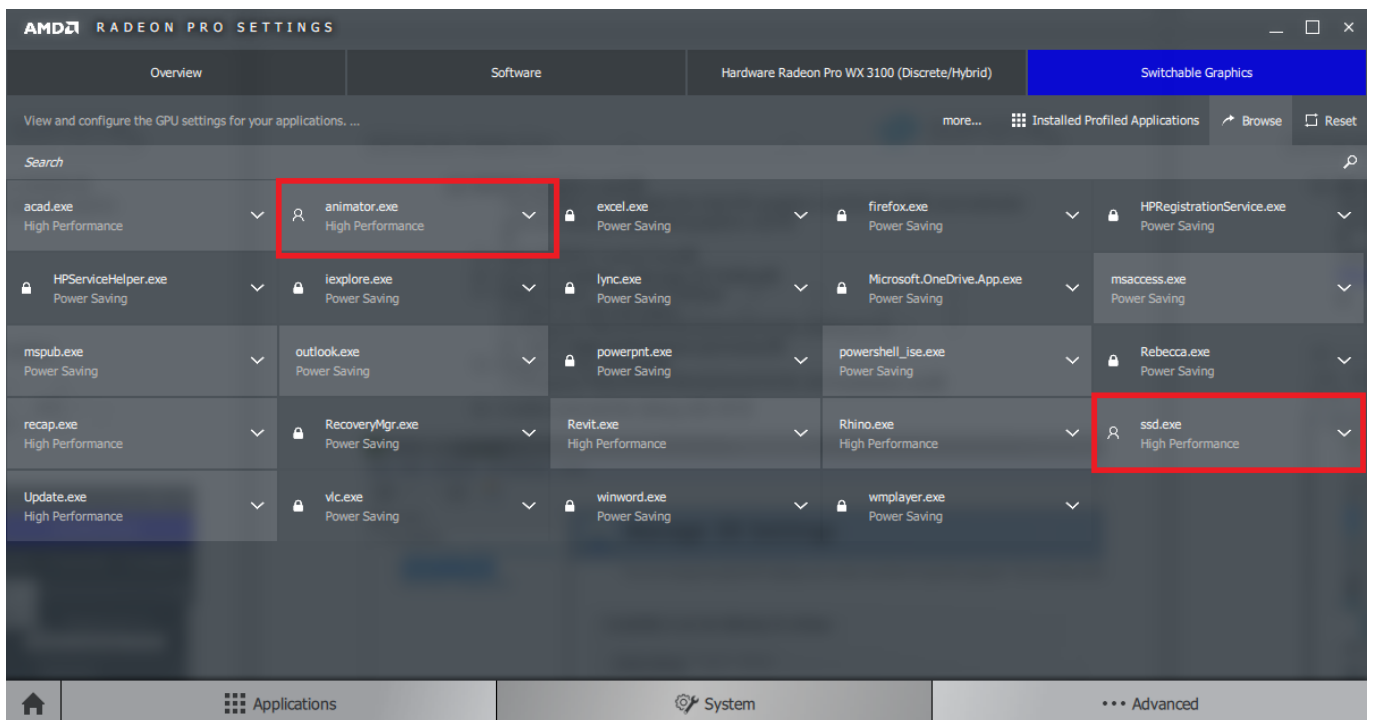 AMD RADEON PRO SETTINGS
Overview
Software
Hardware Radeon Pro WX 3100 (Discrete/Hybrid)
Switchable Graphics
View and configure the GPU settings for your applications. ...
more...
Installed Profiled Applications
Browse
Reset
Search
acad.exe
High Performance
animator.exe
High Performance
excel.exe
Power Saving
firefox.exe
Power Saving
HPRegistrationService.exe
Power Saving
HPServiceHelper.exe
Power Saving
iexplore.exe
Power Saving
lync.exe
Power Saving
Microsoft.OneDrive.App.exe
Power Saving
msaccess.exe
Power Saving
mspub.exe
Power Saving
outlook.exe
Power Saving
powerpnt.exe
Power Saving
powershell_ise.exe
Power Saving
Rebecca.exe
Power Saving
recap.exe
High Performance
RecoveryMgr.exe
Power Saving
Revit.exe
High Performance
Rhino.exe
High Performance
ssd.exe
High Performance
Update.exe
High Performance
vlc.exe
Power Saving
winword.exe
Power Saving
wmplayer.exe
Power Saving
Applications
System
Advanced